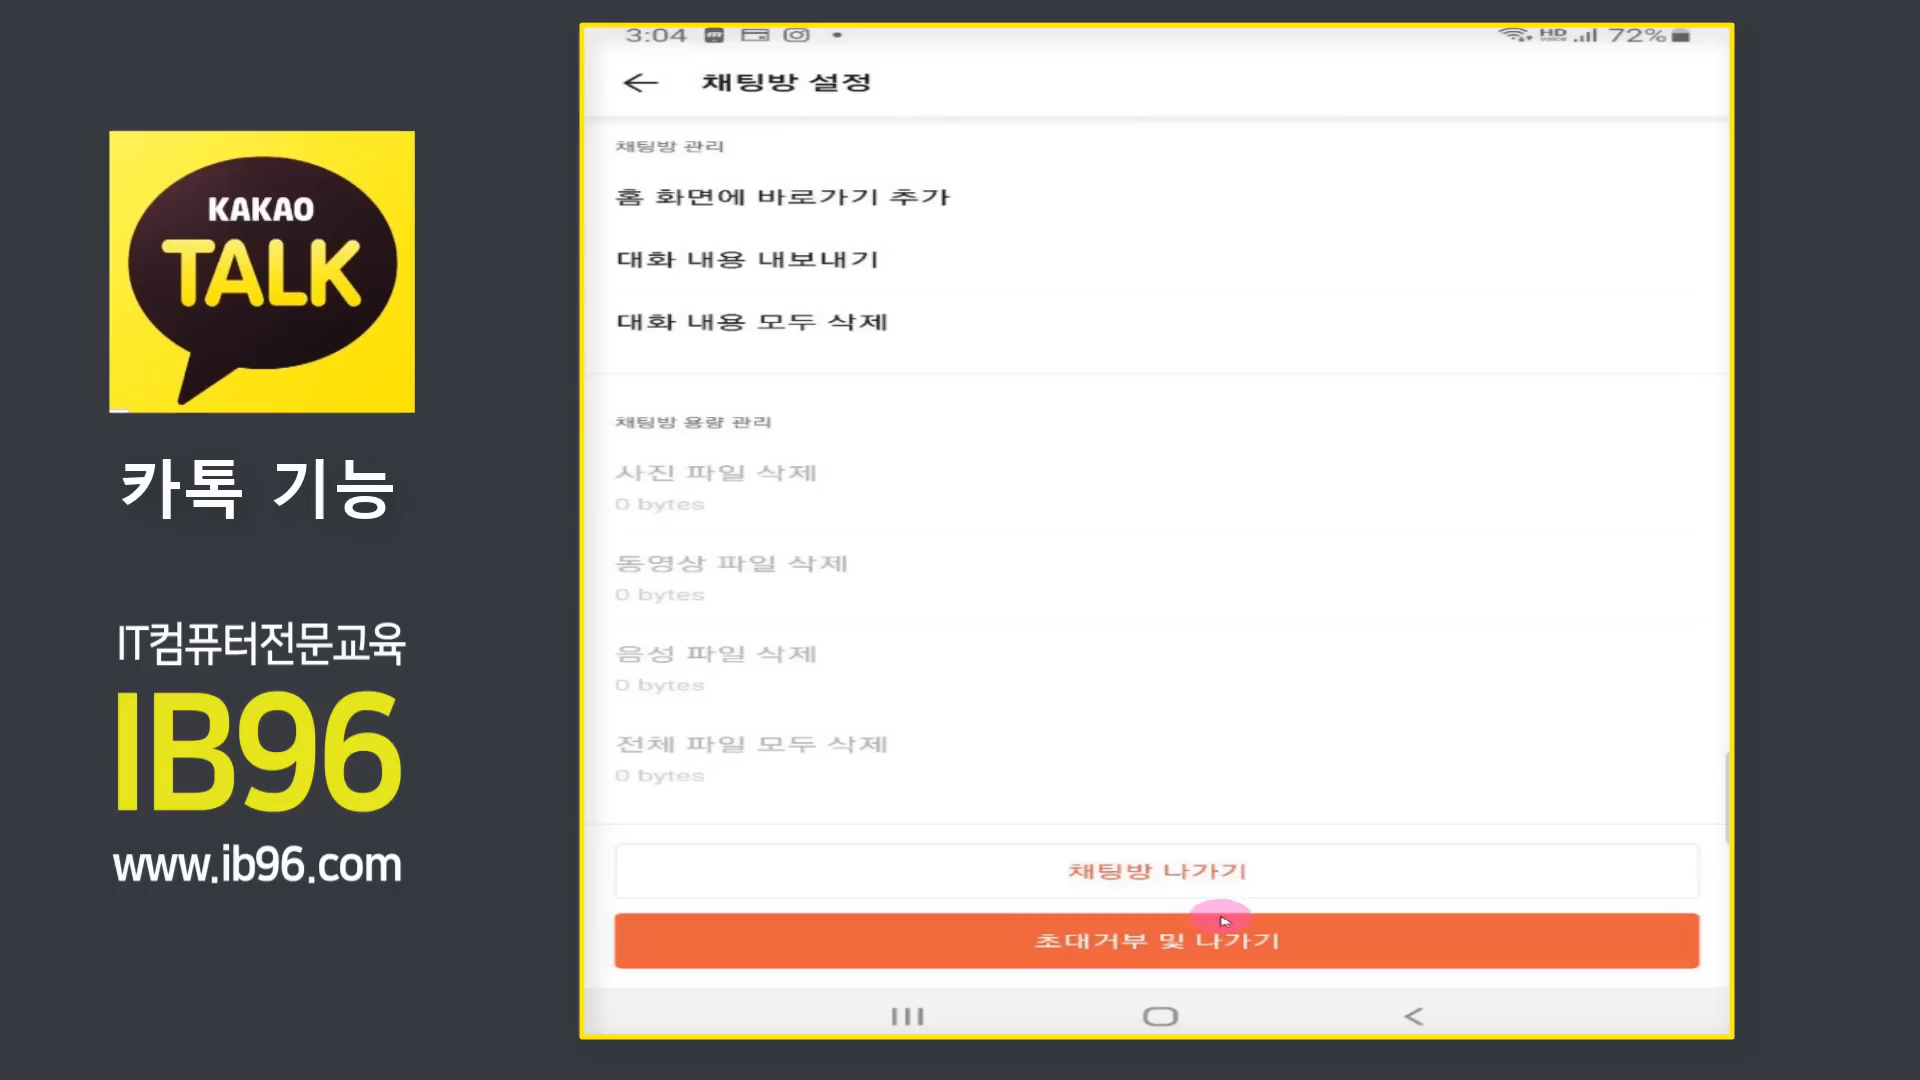 KAKAO
TALK
카톡 기능
IT컴퓨터전문교육
IB96
www.ib96.com
3:04
HD
72%
채팅방 설정
채팅방 관리
홈 화면에 바로가기 추가
대화 내용 내보내기
대화 내용 모두 삭제
채팅방 용량 관리
사진 파일 삭제
0 bytes
동영상 파일 삭제
0 bytes
음성 파일 삭제
0 bytes
전체 파일 모두 삭제
0 bytes
채팅방 나가기
초대거부 및 나가기